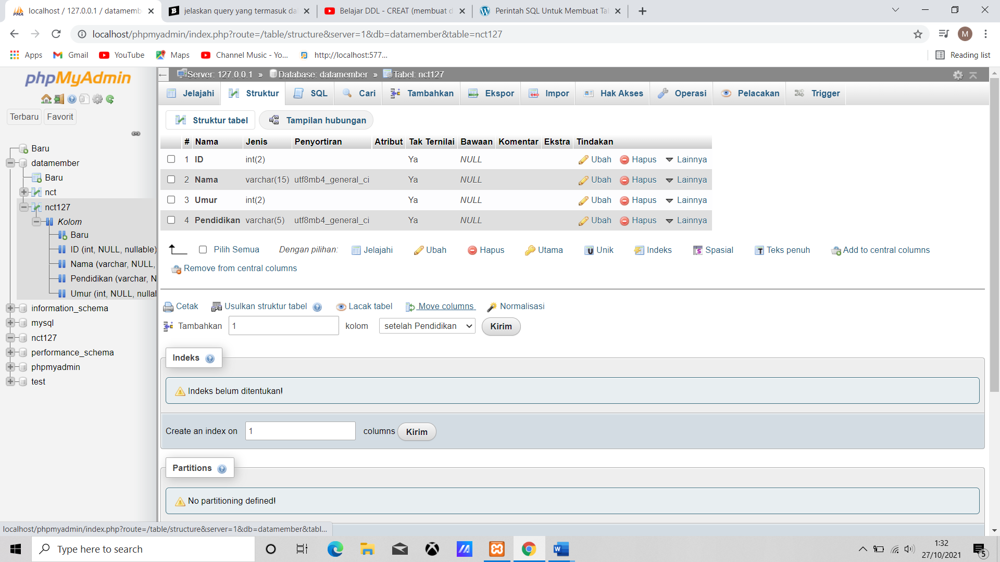 localhost / 127.0.0.1 / datamemb
jelaskan query yang termasuk da
Belajar DDL - CREAT (membuat d
Perintah SQL Untuk Membuat Ta
localhost/phpmyadmin/index.php?route=/table/structure&server=1&db=datamember&table=nct127
M
Apps
Gmail
YouTube
Maps
Channel Music - Yo...
http://localhost:577...
Reading list
phpMyAdmin
Terbaru
Favorit
Baru
datamember
Baru
nct
nct127
Kolom
Baru
ID (int, NULL, nullable)
Nama (varchar, NULL,
Pendidikan (varchar, N
Umur (int, NULL, nullal
information_schema
mysql
nct127
performance_schema
phpmyadmin
test
Server: 127.0.0.1 » Database: datamember » Tabel: nct127
Jelajahi Struktur SQL Cari Tambahkan Ekspor Impor Hak Akses Operasi Pelacakan Trigger
Struktur tabel Tampilan hubungan
# Nama Jenis Penyortiran Atribut Tak Ternilai Bawaan Komentar Ekstra Tindakan
1 ID int(2) Ya NULL Ubah Hapus Lainnya
2 Nama varchar(15) utf8mb4_general_ci Ya NULL Ubah Hapus Lainnya
3 Umur int(2) Ya NULL Ubah Hapus Lainnya
4 Pendidikan varchar(5) utf8mb4_general_ci Ya NULL Ubah Hapus Lainnya
Pilih Semua Dengan pilihan: Jelajahi Ubah Hapus Utama Unik Indeks Spasial Teks penuh Add to central columns
Remove from central columns
Cetak Usulkan struktur tabel Lacak tabel Move columns Normalisasi
Tambahkan 1 kolom setelah Pendidikan Kirim
Indeks
Indeks belum ditentukan!
Create an index on 1 columns Kirim
Partitions
No partitioning defined!
localhost/phpmyadmin/index.php?route=/table/structure&server=1&db=datamember&tabl...
Type here to search
1:32
27/10/2021
5